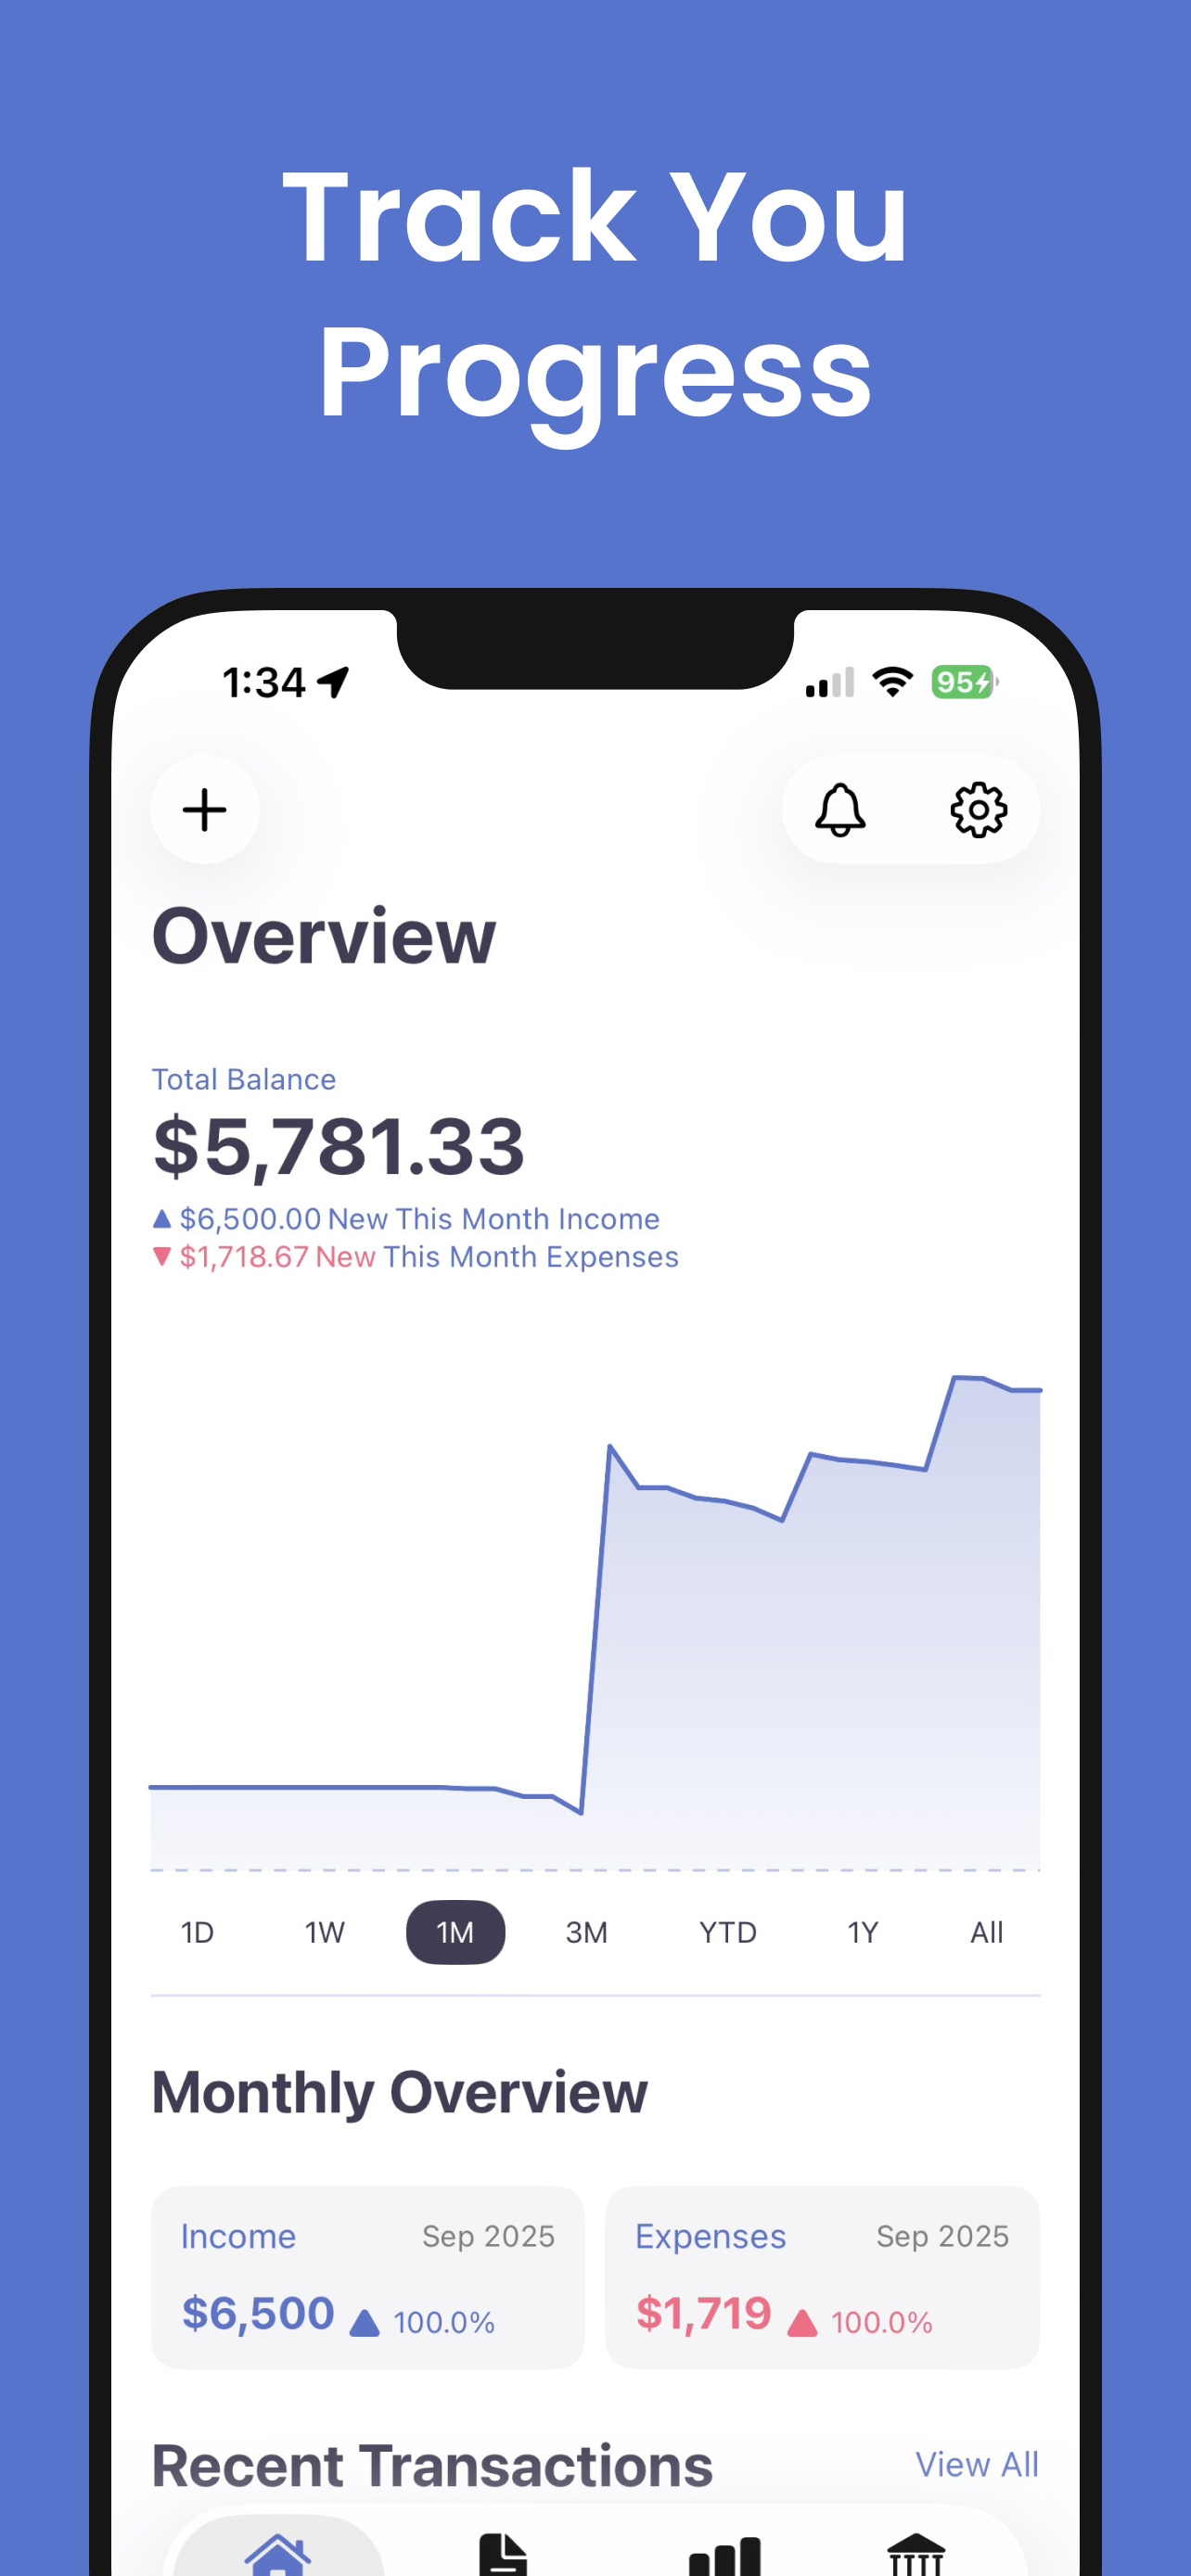 Track You
Progress
1:34
95
Overview
Total Balance
$5,781.33
$6,500.00 New This Month Income
$1,718.67 New This Month Expenses
1D 1W 1M 3M YTD 1Y All
Monthly Overview
Income Sep 2025 Expenses Sep 2025
$6,500 100.0% $1,719 100.0%
Recent Transactions View All